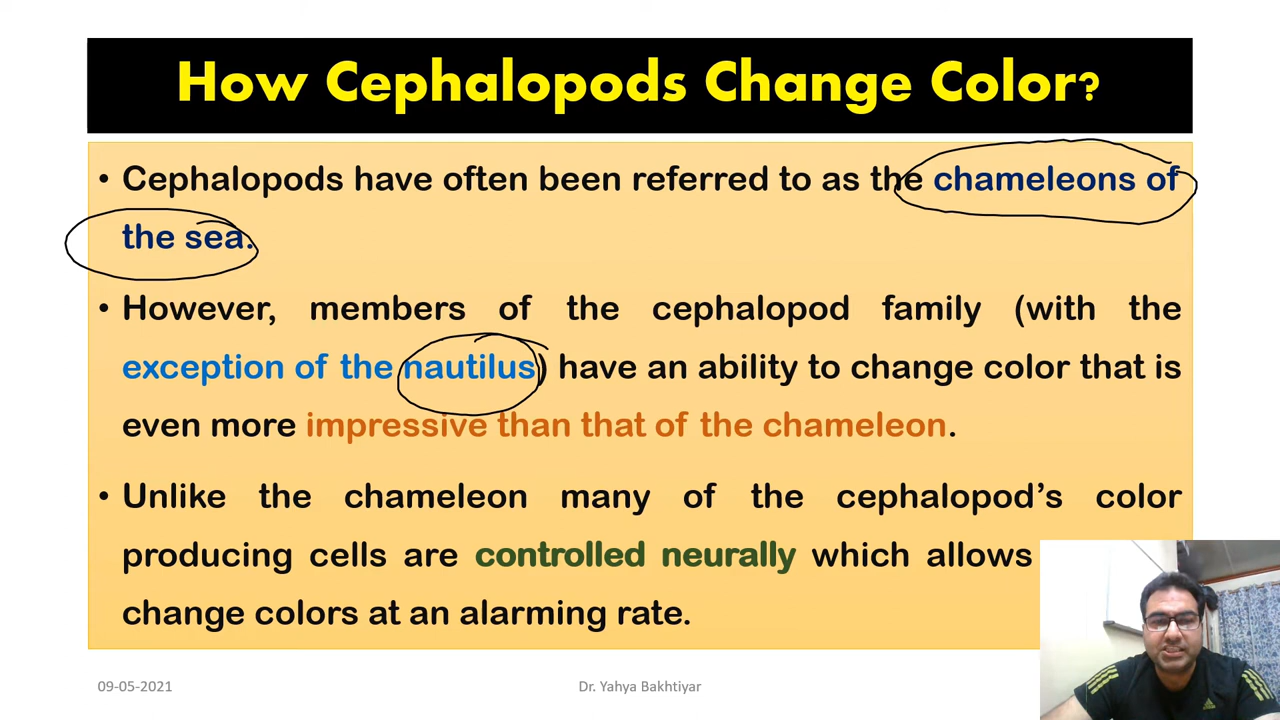 How Cephalopods Change Color?
• Cephalopods have often been referred to as the chameleons of
the sea.
• However, members of the cephalopod family (with the
exception of the nautilus) have an ability to change color that is
even more impressive than that of the chameleon.
• Unlike the chameleon many of the cephalopod’s color
producing cells are controlled neurally which allows
change colors at an alarming rate.
09-05-2021
Dr. Yahya Bakhtiyar